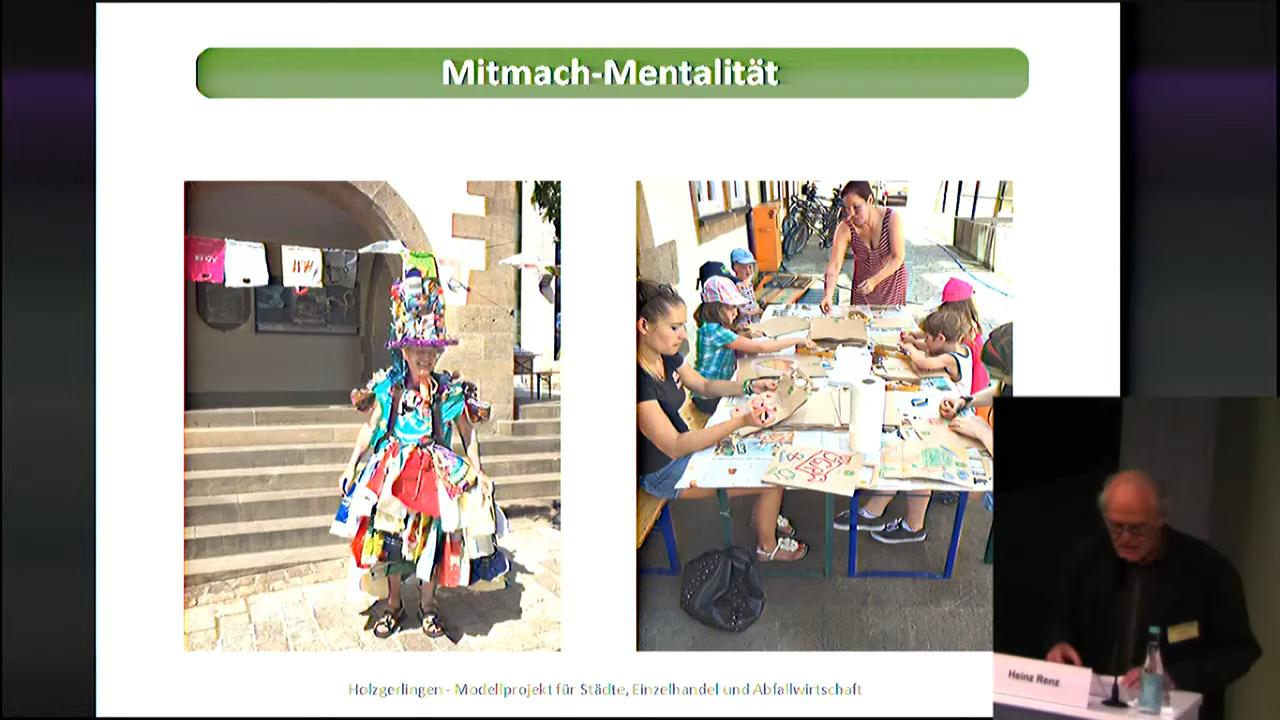 Mitmach-Mentalität
Holzgerlingen - Modellprojekt für Städte, Einzelhandel und Abfallwirtschaft
Heinz Renz